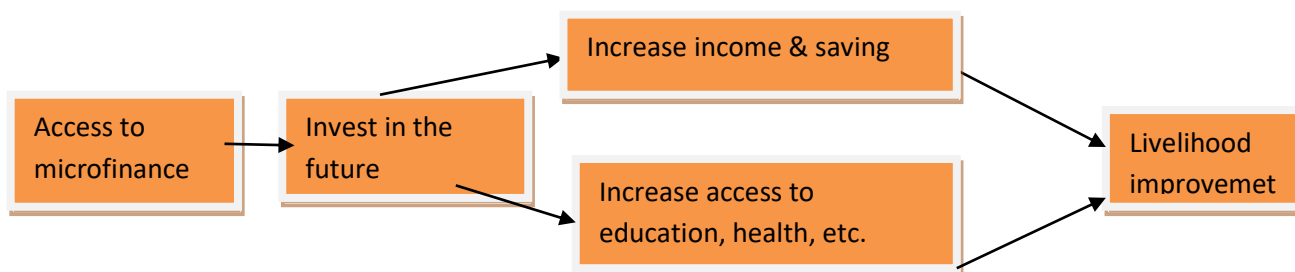 Increase income & saving
Access to
microfinance
Invest in the
future
Increase access to
education, health, etc.
Livelihood
improvemet